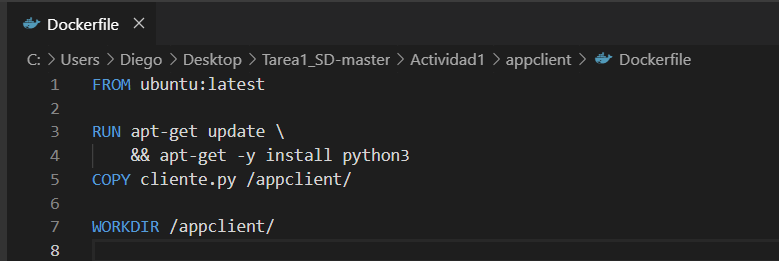 Dockerfile
C: > Users > Diego > Desktop > Tarea1_SD-master > Actividad1 > appclient > Dockerfile
1 FROM ubuntu:latest
2
3 RUN apt-get update \
4 && apt-get -y install python3
5 COPY cliente.py /appclient/
6
7 WORKDIR /appclient/
8